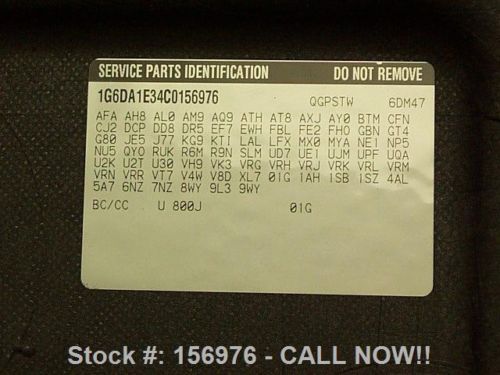 SERVICE PARTS IDENTIFICATION DO NOT REMOVE
1G6DA1E34C0156976 QGPSTW 6DM47
AFA AH8 AL0 AM9 AQ9 ATH AT8 AXJ AY0 BTM CFN
CJ2 DCP DD8 DR5 EF7 EWH FBL FE2 FHO GBN GT4
G80 JE5 J77 KG9 KTI LAL LFX MX0 MYA NE1 NP5
NU5 QYO RUK R6M R9N SLM UD7 UE1 UJM UPF UQA
U2K U2T U30 VH9 VK3 VRG VRH VRJ VRK VRL VRM
VRN VRR VT7 V4W V8D XL7 01G 1AH 1SB 1SZ 4AL
5A7 6NZ 7NZ 8WY 9L3 9WY
BC/CC U 800J 01G
Stock #: 156976 - CALL NOW!!